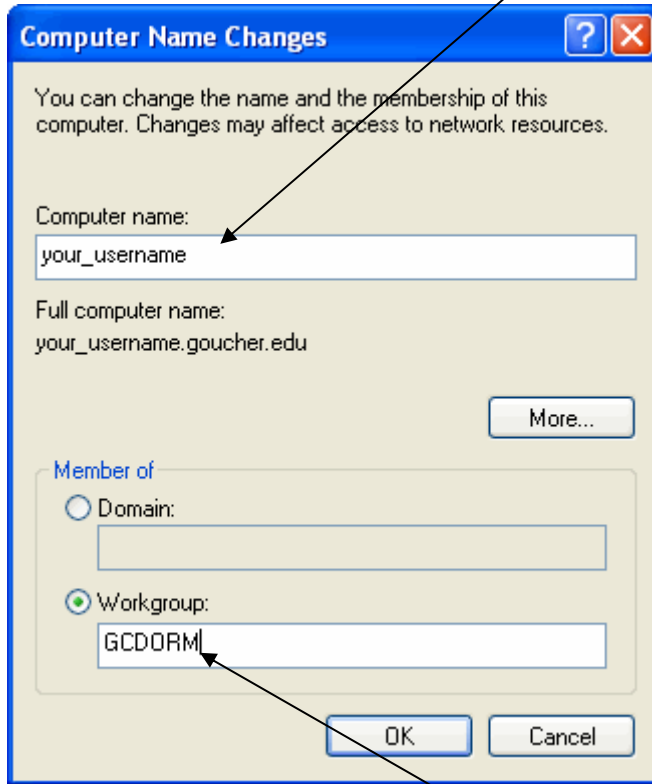 Computer Name Changes
You can change the name and the membership of this
computer. Changes may affect access to network resources.
Computer name:
your_username
Full computer name:
your_username.goucher.edu
More...
Member of
Domain:
Workgroup:
GCDORM
OK
Cancel